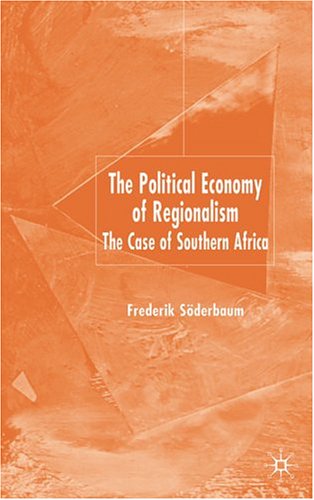 The Political Economy
of Regionalism
The Case of Southern Africa
Frederik Söderbaum